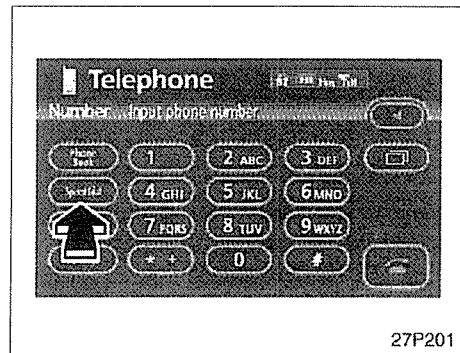 Telephone
BT
Number Input phone number
Phone Book 1 2 ABC 3 DEF
Speed Dial 4 GHI 5 JKL 6 MNO
7 PQRS 8 TUV 9 WXYZ
* + 0 #
27P201